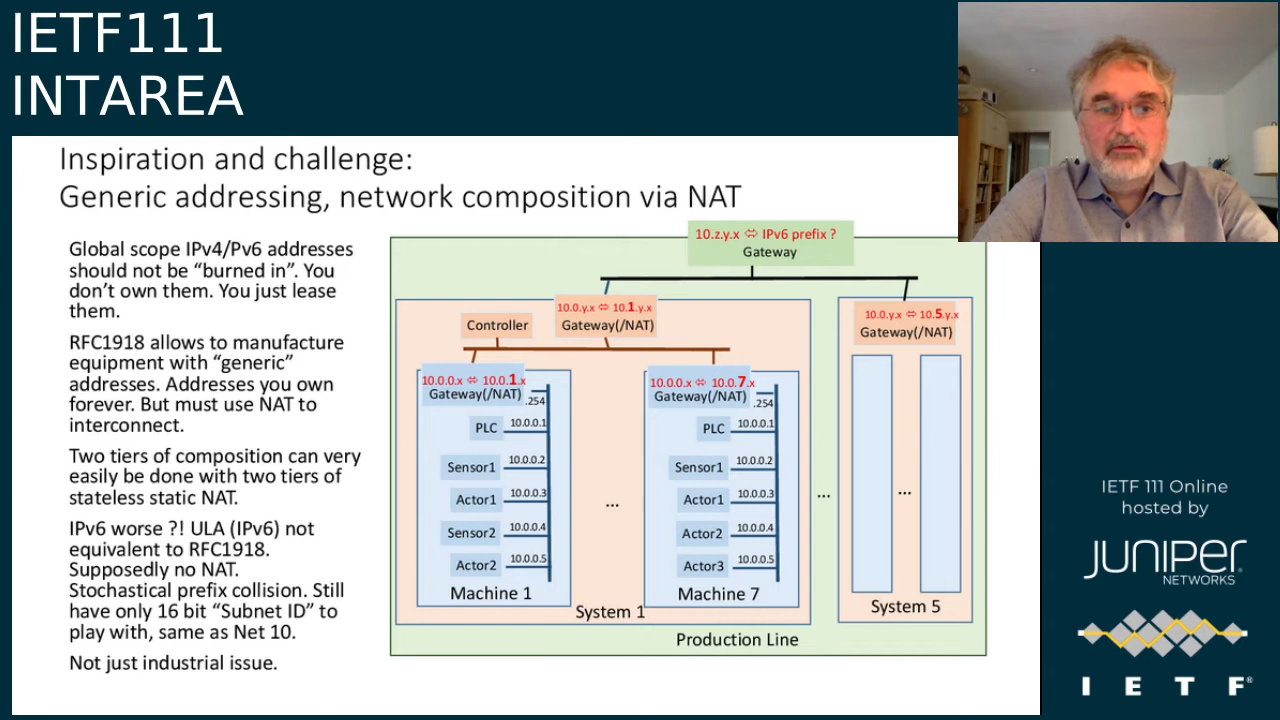 IETF111
INTAREA
Inspiration and challenge:
Generic addressing, network composition via NAT
Global scope IPv4/Pv6 addresses
should not be “burned in”. You
don’t own them. You just lease
them.
RFC1918 allows to manufacture
equipment with “generic”
addresses. Addresses you own
forever. But must use NAT to
interconnect.
Two tiers of composition can very
easily be done with two tiers of
stateless static NAT.
IPv6 worse ?! ULA (IPv6) not
equivalent to RFC1918.
Supposedly no NAT.
Stochastical prefix collision. Still
have only 16 bit “Subnet ID” to
play with, same as Net 10.
Not just industrial issue.
10.z.y.x ⇔ IPv6 prefix ?
Gateway
10.0.y.x ⇔ 10.1.y.x
Gateway(/NAT)
Controller
10.0.0.x ⇔ 10.0.1.x
Gateway(/NAT)
.254
PLC 10.0.0.1
Sensor1 10.0.0.2
Actor1 10.0.0.3
Sensor2 10.0.0.4
Actor2 10.0.0.5
Machine 1
...
10.0.0.x ⇔ 10.0.7.x
Gateway(/NAT)
.254
PLC 10.0.0.1
Sensor1 10.0.0.2
Actor1 10.0.0.3
Actor2 10.0.0.4
Actor3 10.0.0.5
Machine 7
System 1
...
10.0.y.x ⇔ 10.5.y.x
Gateway(/NAT)
...
System 5
Production Line
IETF 111 Online
hosted by
JUNIPER
NETWORKS
I E T F®